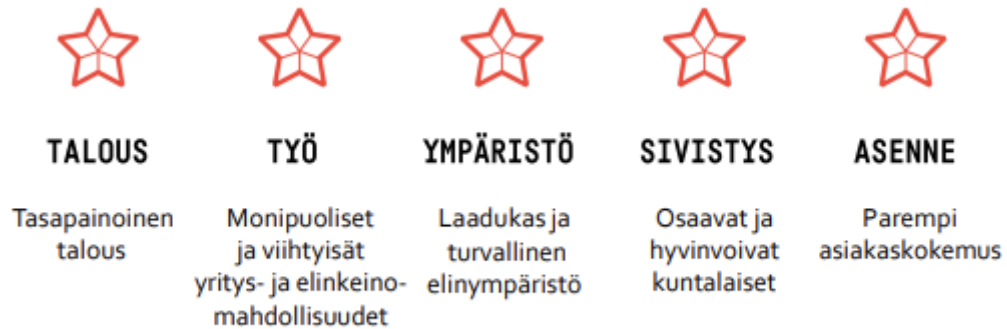 TALOUS
Tasapainoinen
talous
TYÖ
Monipuoliset
ja viihtyisät
yritys- ja elinkeino-
mahdollisuudet
YMPÄRISTÖ
Laadukas ja
turvallinen
elinympäristö
SIVISTYS
Osaavat ja
hyvinvoivat
kuntalaiset
ASENNE
Parempi
asiakaskokemus